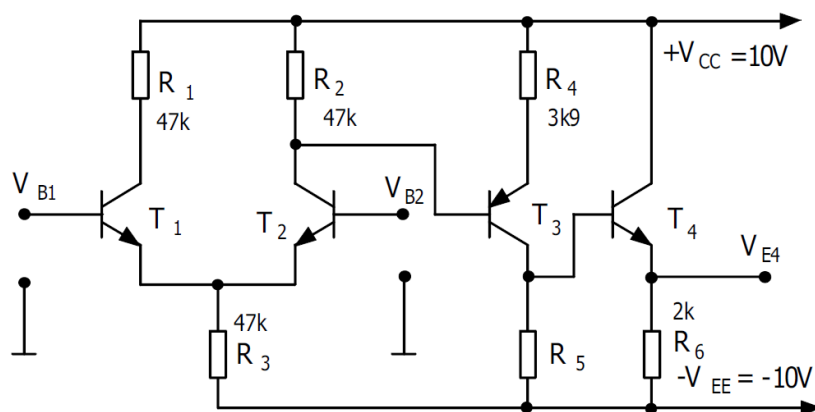 +V CC = 10V
R 1
47k
R 2
47k
R 4
3k9
V B1
T 1
T 2
V B2
T 3
T 4
V E4
47k
R 3
R 5
2k
R 6
-V EE = -10V